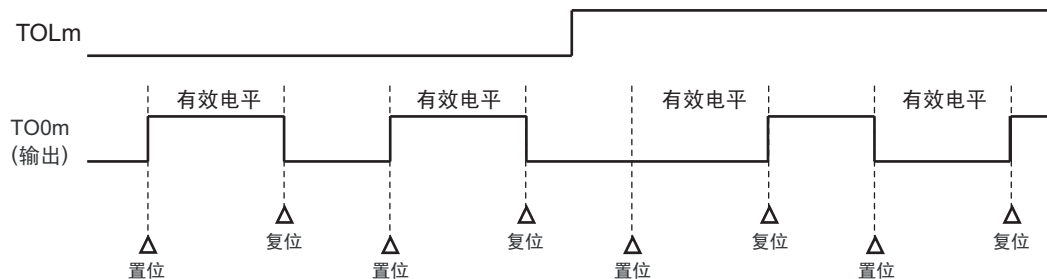 TOLm
有效电平 有效电平 有效电平 有效电平
TO0m
(输出)
复位 复位 复位 复位
置位 置位 置位 置位